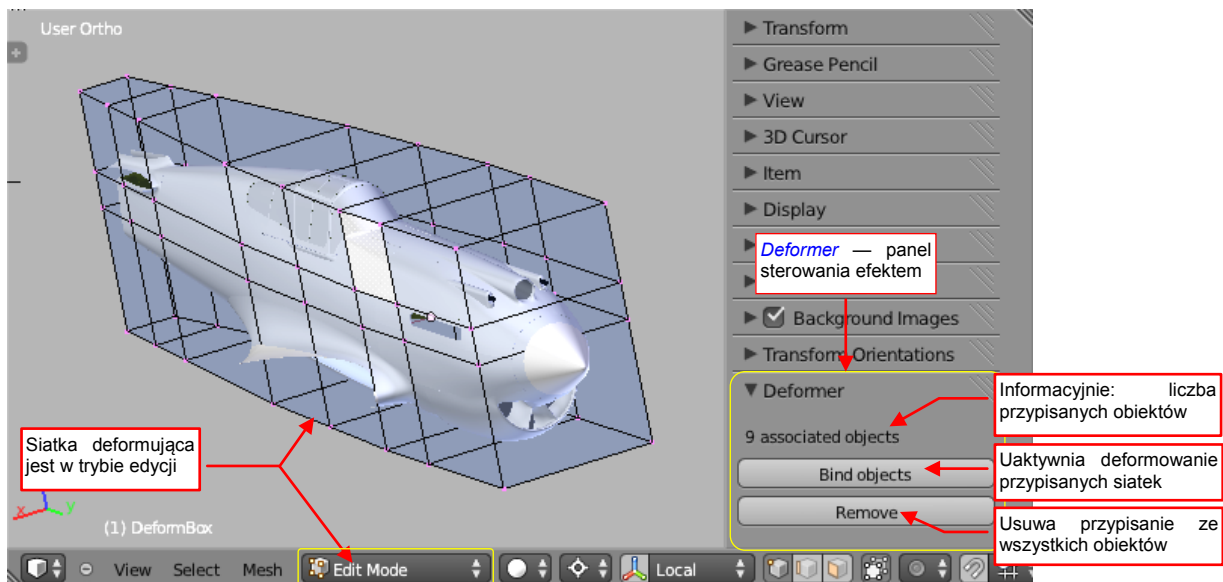 User Ortho
Transform
Grease Pencil
View
3D Cursor
Item
Display
Deformer — panel
sterowania efektem
Background Images
Transform Orientations
Deformer
9 associated objects
Bind objects
Remove
Informacyjnie: liczba
przypisanych obiektów
Uaktywnia deformowanie
przypisanych siatek
Usuwa przypisanie ze
wszystkich obiektów
Siatka deformująca
jest w trybie edycji
x y
(1) DeformBox
View Select Mesh Edit Mode Local